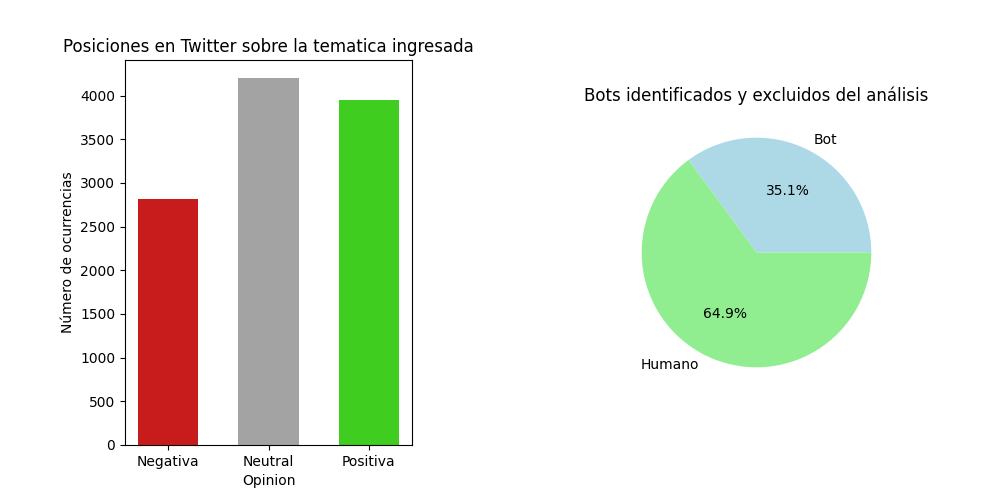 Posiciones en Twitter sobre la tematica ingresada
Número de ocurrencias
4000
3500
3000
2500
2000
1500
1000
500
0
Negativa
Neutral
Positiva
Opinion
Bots identificados y excluidos del análisis
Bot
35.1%
64.9%
Humano